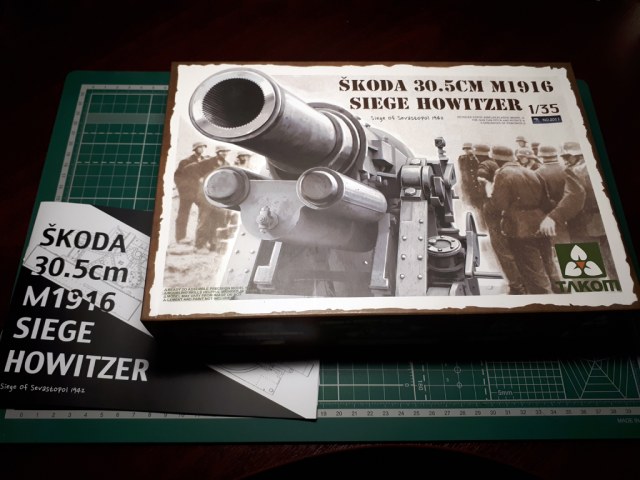 ŠKODA 30.5CM M1916
SIEGE HOWITZER 1/35
Siege of Sevastopol 1942
TAKOM
ŠKODA
30.5cm
M1916
SIEGE
HOWITZER
Siege Of Sevastopol 1942